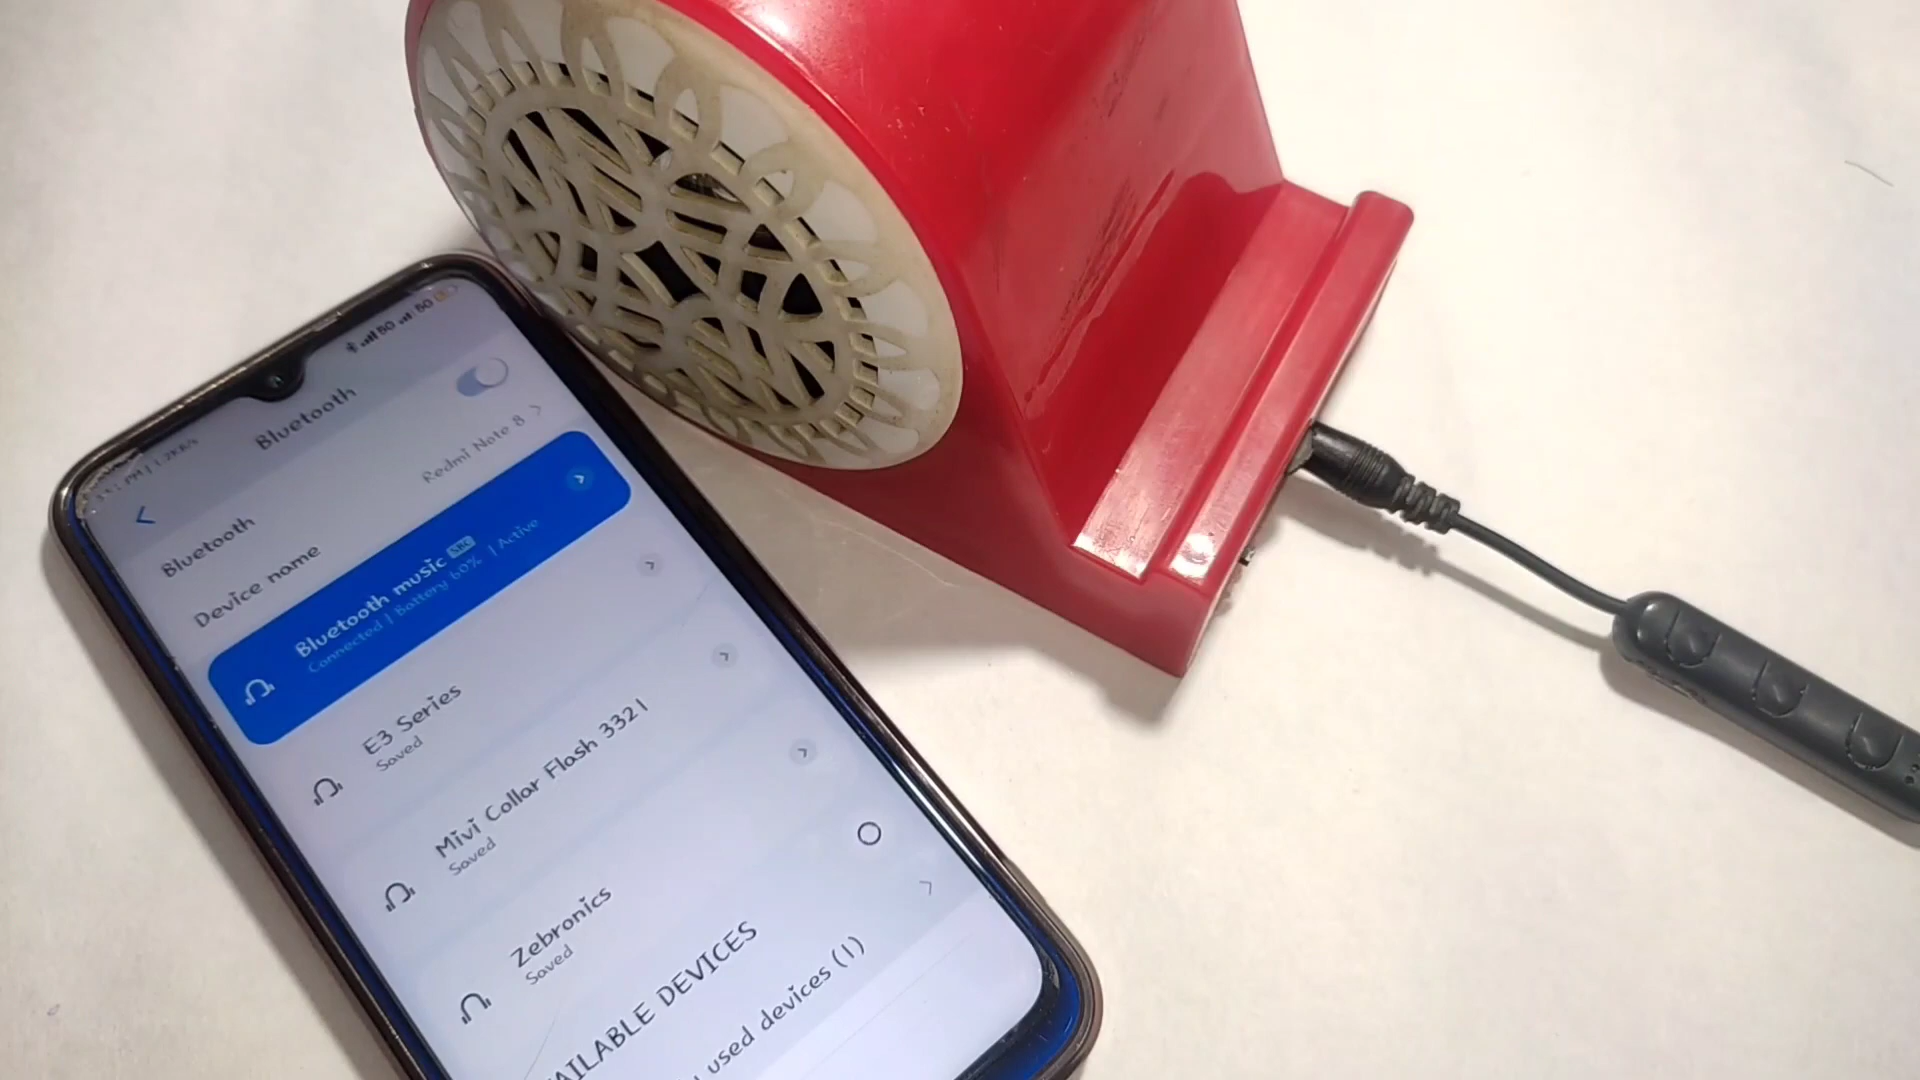 Bluetooth
Bluetooth
Device name
Redmi Note 8
Bluetooth music
Connected | Battery 60% | Active
E3 Series
Saved
Mivi Collar Flash 3321
Saved
Zebronics
Saved
AILABLE DEVICES
used devices (1)